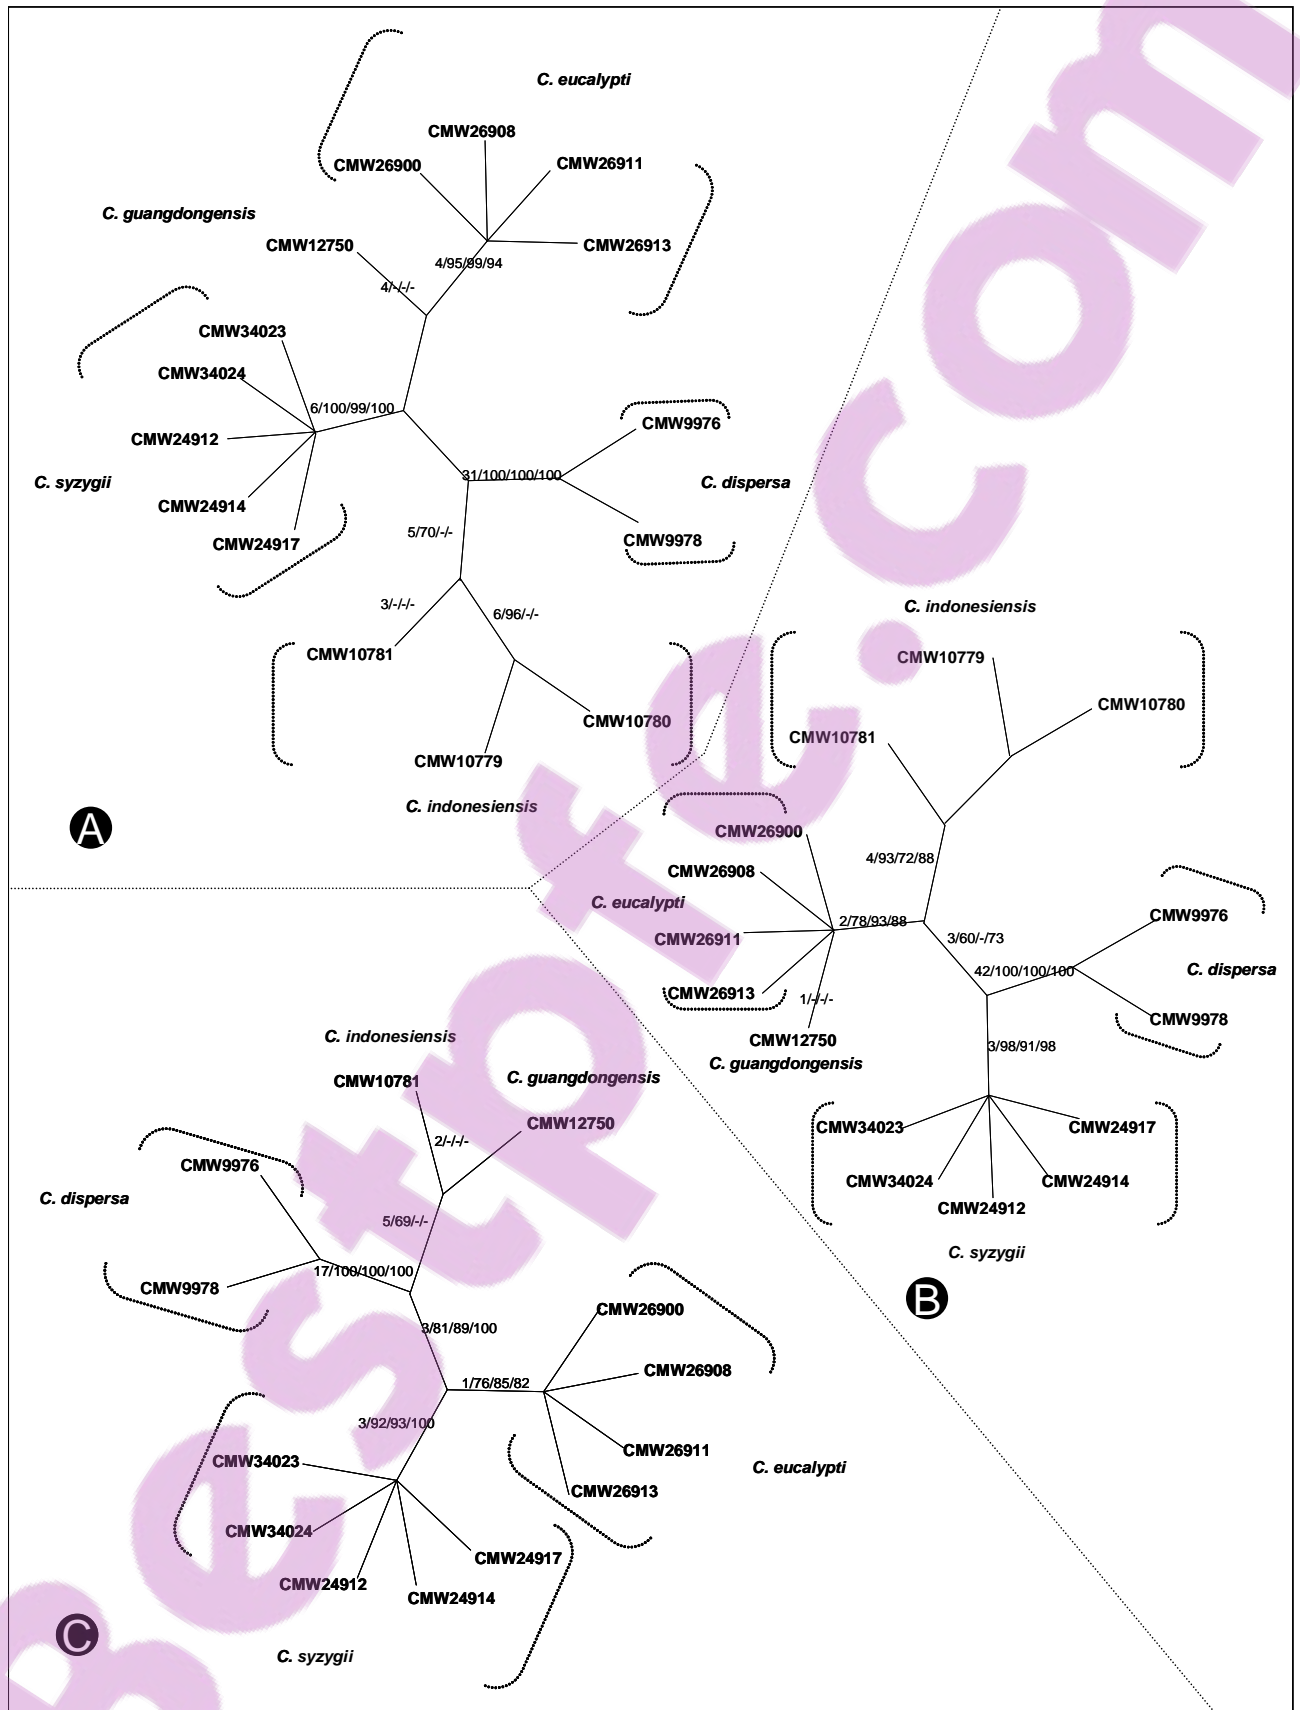 C. eucalypti
CMW26908
CMW26900
CMW26911
C. guangdongensis
CMW12750
CMW26913
4/95/99/94
4/-/-/-
CMW34023
CMW34024
6/100/99/100
CMW24912
C. syzygii
CMW24914
CMW24917
CMW9976
31/100/100/100
C. dispersa
CMW9978
5/70/-/-
3/-/-/-
6/96/-/-
CMW10781
CMW10780
CMW10779
C. indonesiensis
A
C. indonesiensis
CMW10779
CMW10780
CMW10781
CMW26900
4/93/72/88
CMW26908
C. eucalypti
2/78/93/88
CMW26911
3/60/-/73
CMW9976
42/100/100/100
C. dispersa
CMW26913
1/-/-/-
CMW9978
CMW12750
C. guangdongensis
3/98/91/98
CMW34023
CMW24917
CMW34024
CMW24914
CMW24912
C. syzygii
B
C. indonesiensis
CMW10781
C. guangdongensis
CMW12750
2/-/-/-
CMW9976
C. dispersa
5/69/-/-
17/100/100/100
CMW9978
CMW26900
3/81/89/100
CMW26908
1/76/85/82
3/92/93/100
CMW26911
CMW34023
C. eucalypti
CMW26913
CMW34024
CMW24917
CMW24912
CMW24914
C. syzygii
C
Bestpfe.com